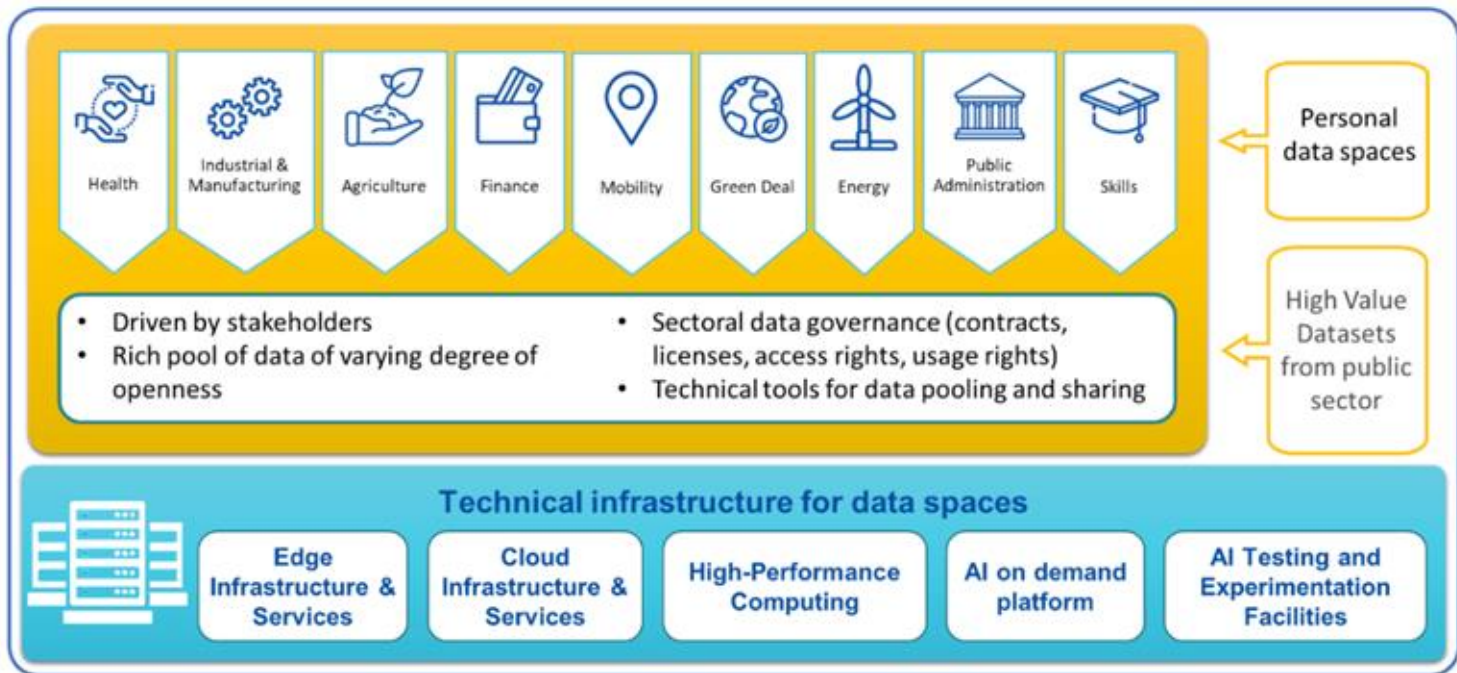 Health
Industrial &
Manufacturing
Agriculture
Finance
Mobility
Green Deal
Energy
Public
Administration
Skills
Personal
data spaces
• Driven by stakeholders
• Rich pool of data of varying degree of
openness
• Sectoral data governance (contracts,
licenses, access rights, usage rights)
• Technical tools for data pooling and sharing
High Value
Datasets
from public
sector
Technical infrastructure for data spaces
Edge
Infrastructure &
Services
Cloud
Infrastructure &
Services
High-Performance
Computing
AI on demand
platform
AI Testing and
Experimentation
Facilities